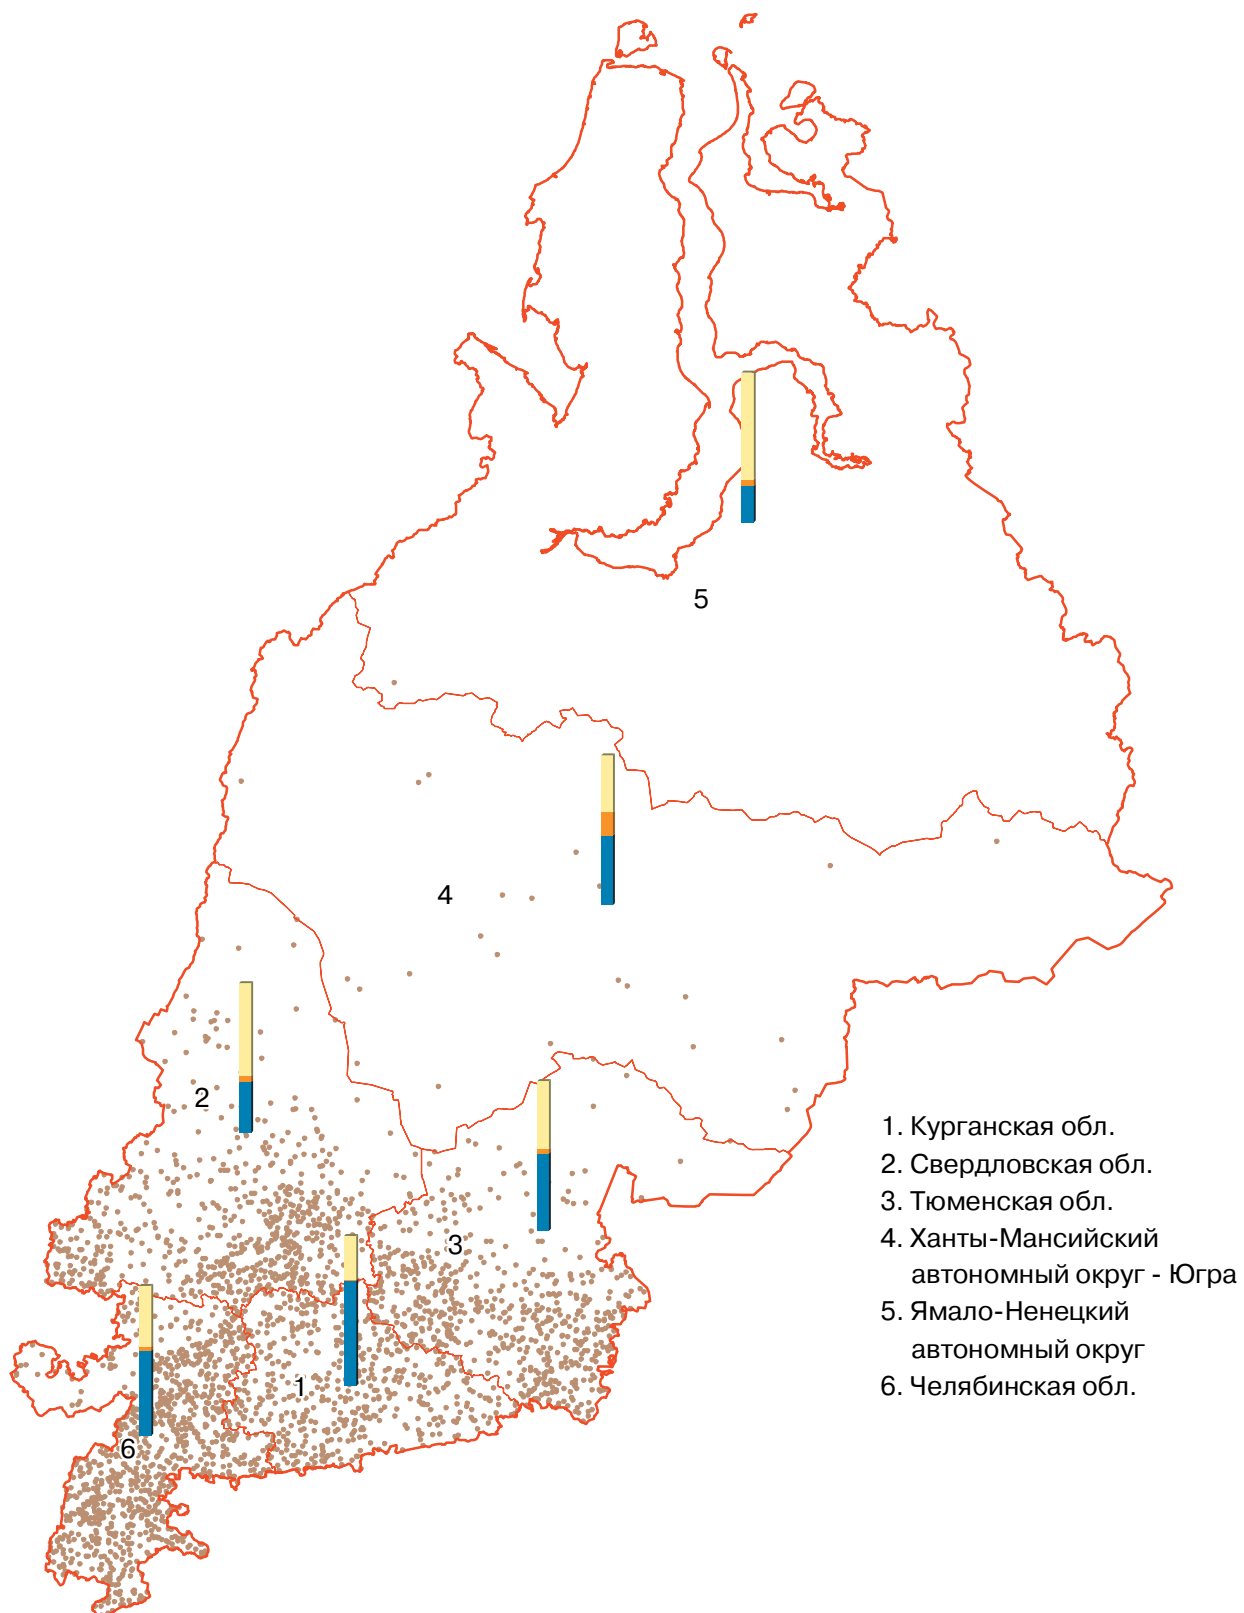 5
4
2
3
1
6
1. Курганская обл.
2. Свердловская обл.
3. Тюменская обл.
4. Ханты-Мансийский
автономный округ - Югра
5. Ямало-Ненецкий
автономный округ
6. Челябинская обл.